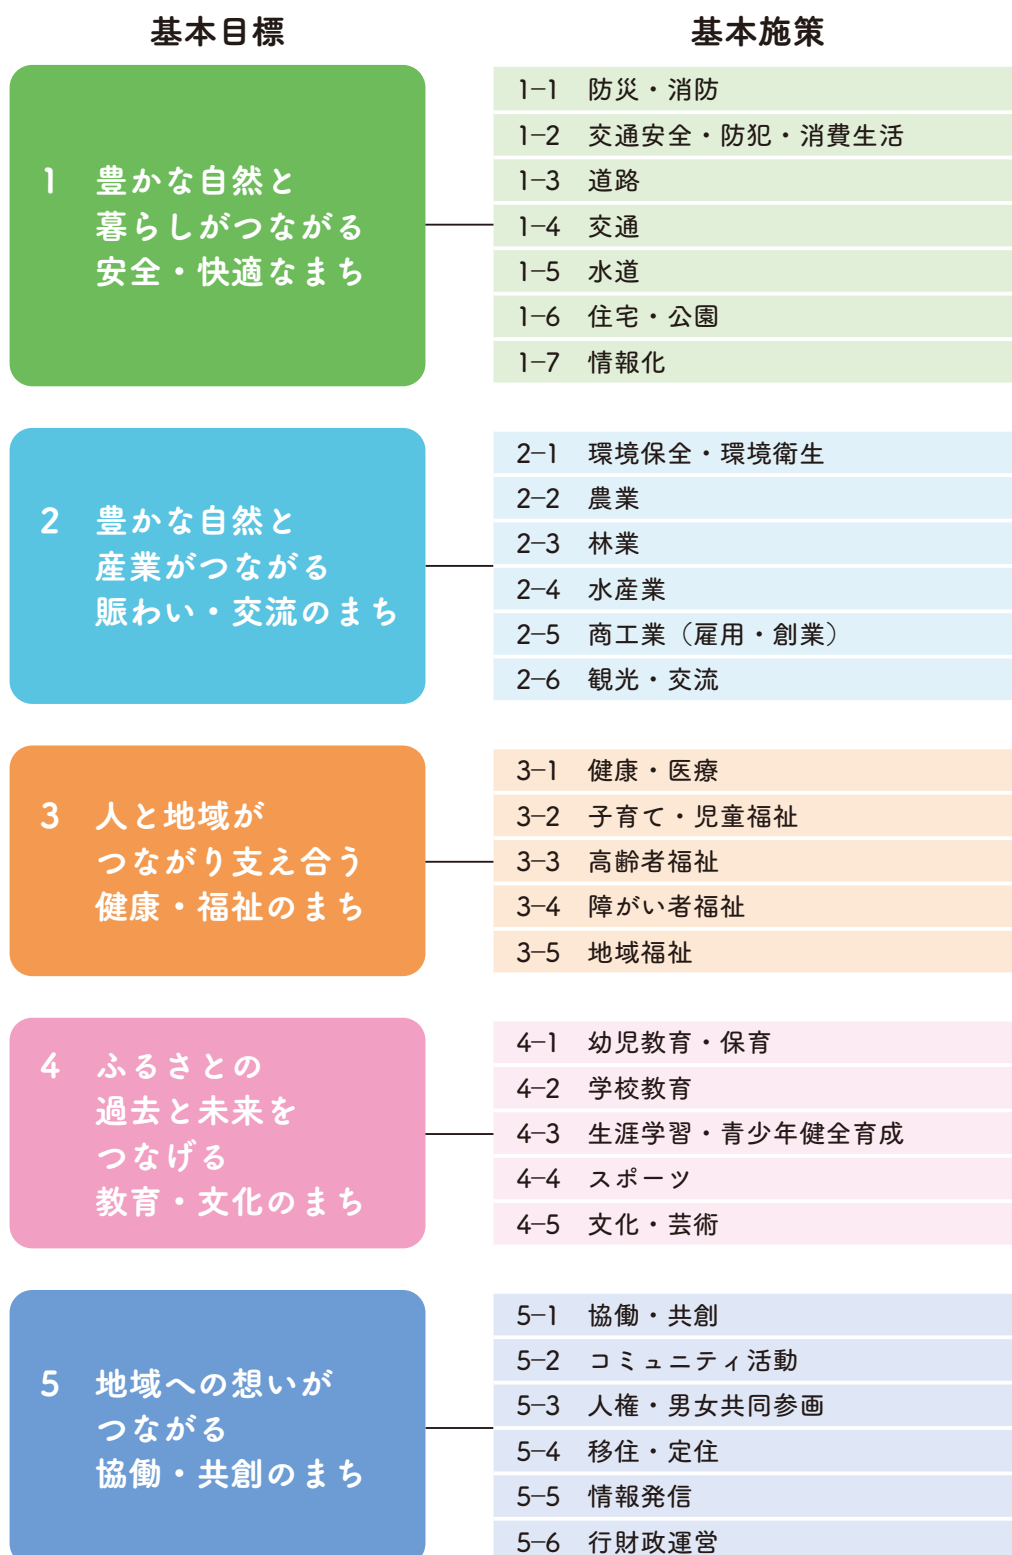 基本目標
基本施策
1 豊かな自然と
暮らしがつながる
安全・快適なまち
1-1 防災・消防
1-2 交通安全・防犯・消費生活
1-3 道路
1-4 交通
1-5 水道
1-6 住宅・公園
1-7 情報化
2 豊かな自然と
産業がつながる
賑わい・交流のまち
2-1 環境保全・環境衛生
2-2 農業
2-3 林業
2-4 水産業
2-5 商工業（雇用・創業）
2-6 観光・交流
3 人と地域が
つながり支え合う
健康・福祉のまち
3-1 健康・医療
3-2 子育て・児童福祉
3-3 高齢者福祉
3-4 障がい者福祉
3-5 地域福祉
4 ふるさとの
過去と未来を
つなげる
教育・文化のまち
4-1 幼児教育・保育
4-2 学校教育
4-3 生涯学習・青少年健全育成
4-4 スポーツ
4-5 文化・芸術
5 地域への想いが
つながる
協働・共創のまち
5-1 協働・共創
5-2 コミュニティ活動
5-3 人権・男女共同参画
5-4 移住・定住
5-5 情報発信
5-6 行財政運営